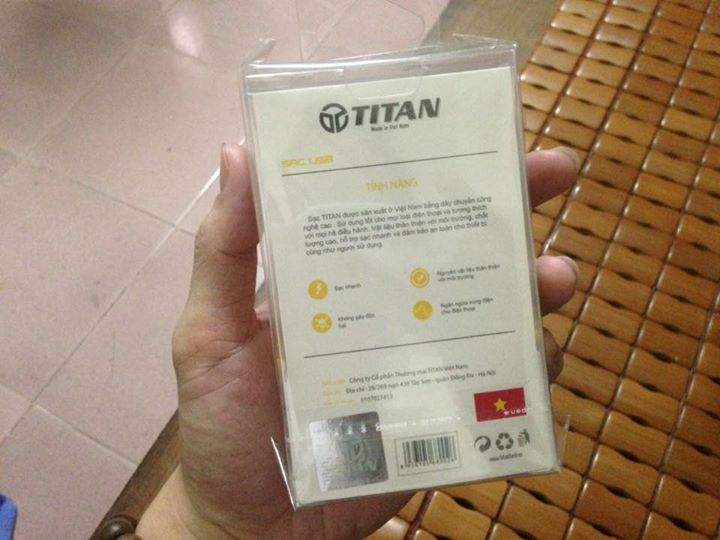 TITAN
Made in Viet Nam
SẠC USB
TÍNH NĂNG
Sạc TITAN được sản xuất ở Việt Nam bằng dây chuyền công
nghệ cao . Sử dụng tốt cho mọi loại điện thoại và tương thích
với mọi hệ điều hành. Vật liệu thân thiện với môi trường, chất
lượng cao, hỗ trợ sạc nhanh và đảm bảo an toàn cho thiết bị
cũng như người sử dụng.
Sạc nhanh
Nguyên vật liệu thân thiện
với môi trường
Không gây độc
hại
Ngăn ngừa xung điện
cho điện thoại
Công ty Cổ phần Thương mại TITAN Việt Nam
Địa chỉ : 26/269 ngõ 438 Tây Sơn - quận Đống Đa - Hà Nội